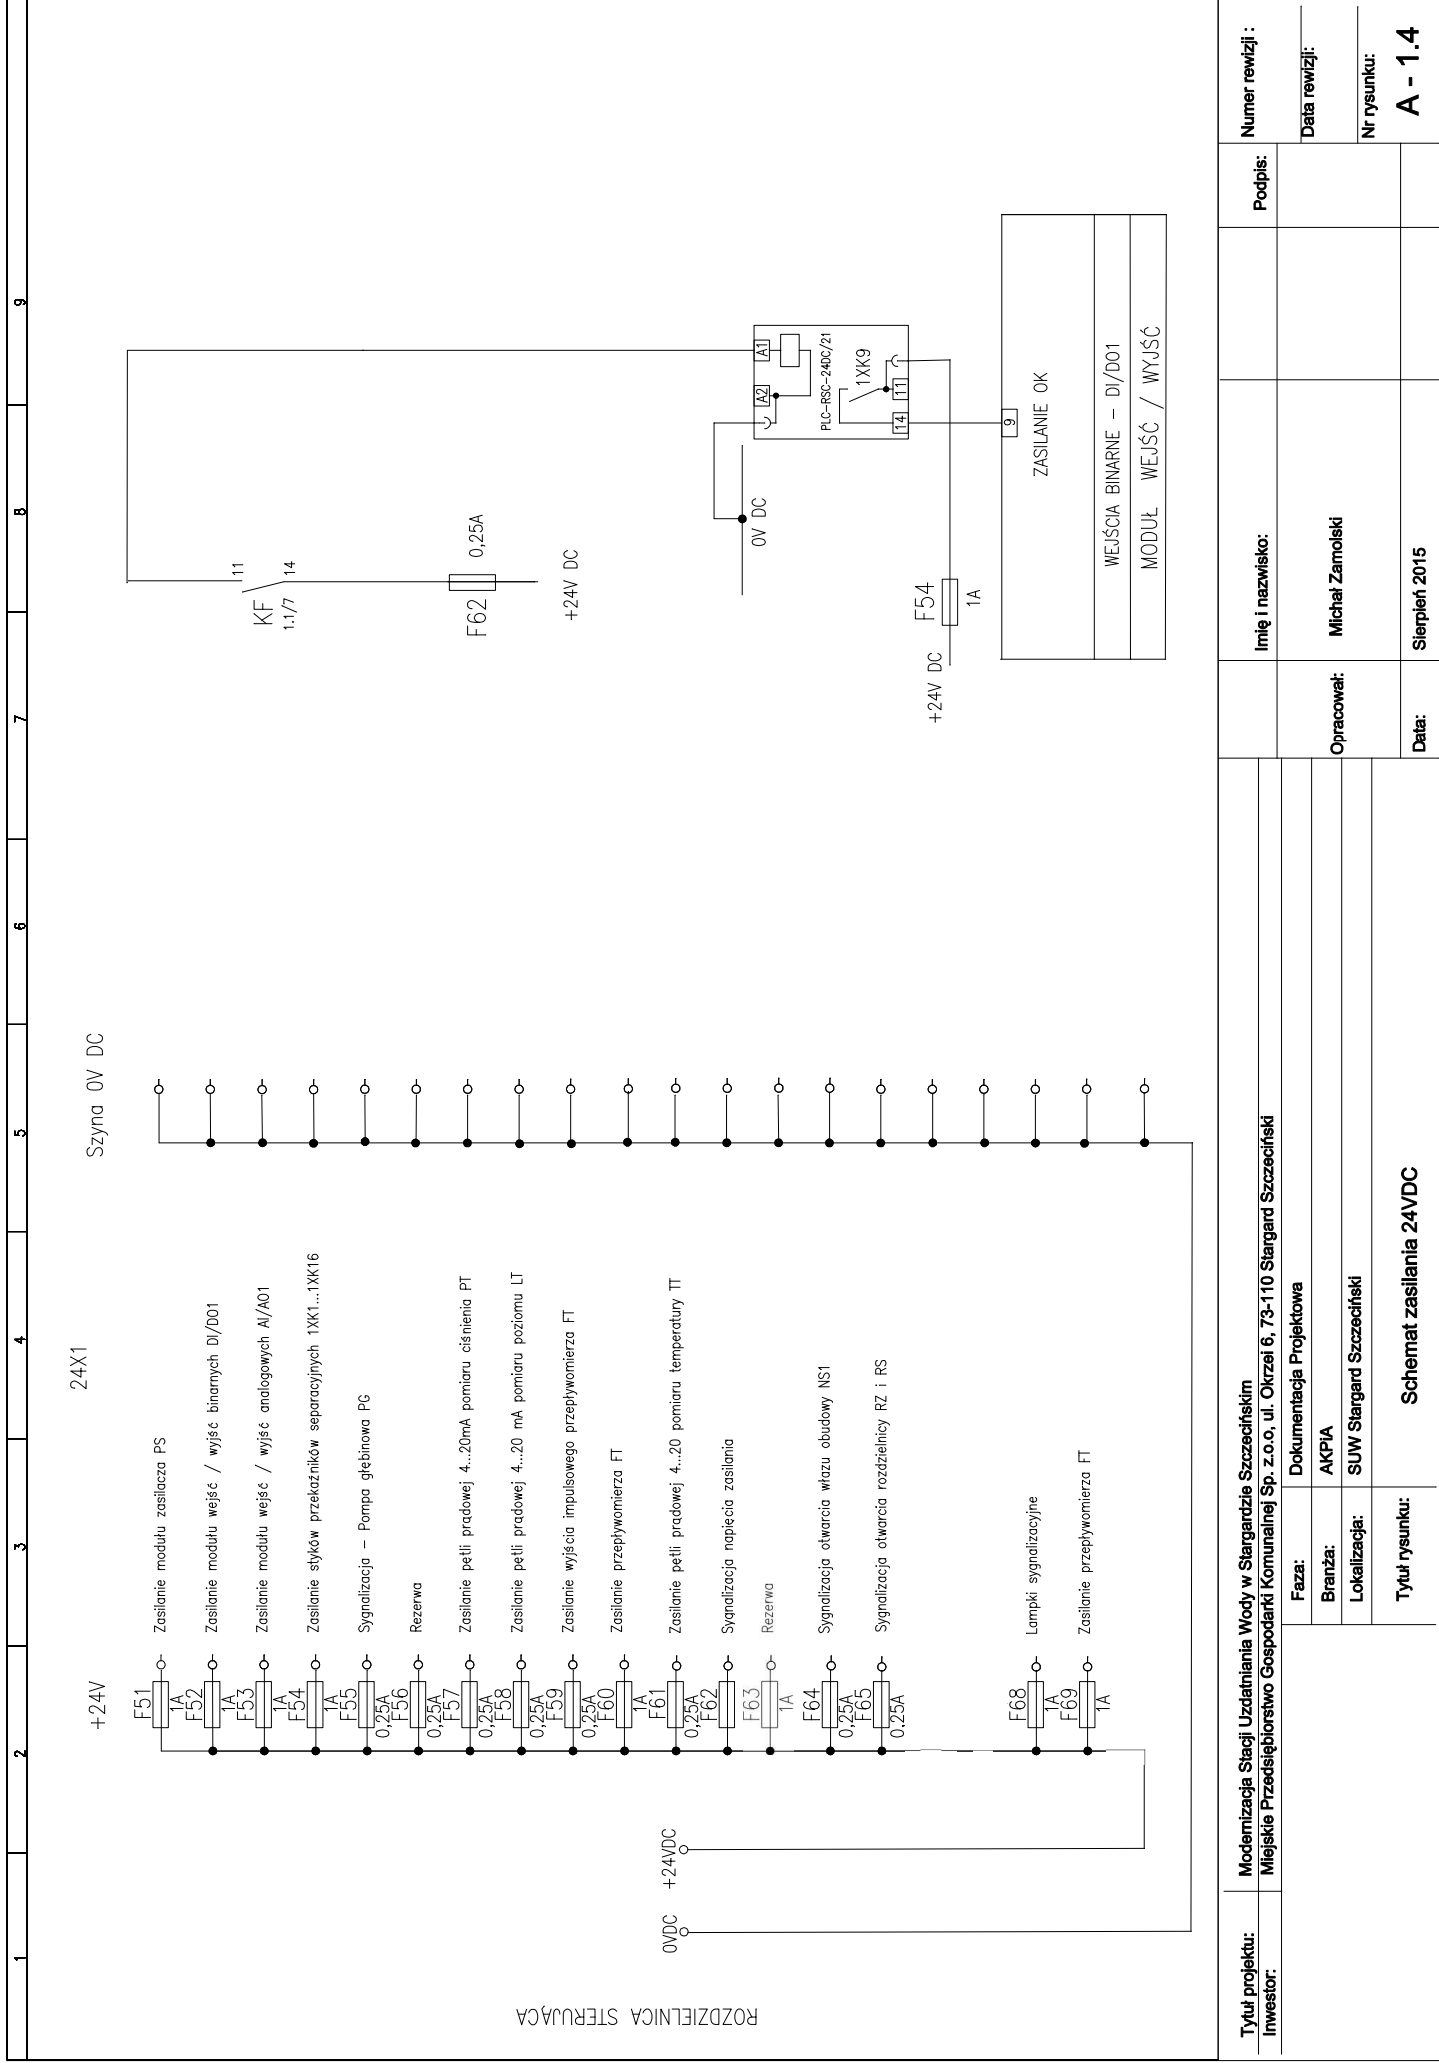 1
2
3
4
5
6
7
8
9
ROZDZIELNICA STERUJĄCA
0VDC
+24VDC
+24V
24X1
Szyna 0V DC
F51
1A
Zasilanie modułu zasilacza PS
F52
1A
Zasilanie modułu wejść / wyjść binarnych DI/DO1
F53
1A
Zasilanie modułu wejść / wyjść analogowych AI/AO1
F54
1A
Zasilanie styków przekaźników separacyjnych 1XK1...1XK16
F55
0,25A
Sygnalizacja – Pompa głębinowa PG
F56
0,25A
Rezerwa
F57
0,25A
Zasilanie pętli prądowej 4...20mA pomiaru ciśnienia PT
F58
0,25A
Zasilanie pętli prądowej 4...20 mA pomiaru poziomu LT
F59
0,25A
Zasilanie wyjścia impulsowego przepływomierza FT
F60
1A
Zasilanie przepływomierza FT
F61
0,25A
Zasilanie pętli prądowej 4...20 pomiaru temperatury TT
F62
Sygnalizacja napięcia zasilania
F63
1A
Rezerwa
F64
0,25A
Sygnalizacja otwarcia włazu obudowy NS1
F65
0.25A
Sygnalizacja otwarcia rozdzielnicy RZ i RS
F68
1A
Lampki sygnalizacyjne
F69
1A
Zasilanie przepływomierza FT
KF
1.1/7
11
14
F62
0,25A
+24V DC
0V DC
A1
A2
PLC-RSC-24DC/21
1XK9
14
11
F54
1A
+24V DC
9
ZASILANIE OK
WEJŚCIA BINARNE – DI/DO1
MODUŁ WEJŚĆ / WYJŚĆ
Tytuł projektu:
Modernizacja Stacji Uzdatniania Wody w Stargardzie Szczecińskim
Inwestor:
Miejskie Przedsiębiorstwo Gospodarki Komunalnej Sp. z.o.o, ul. Okrzei 6, 73-110 Stargard Szczeciński
Faza:
Dokumentacja Projektowa
Branża:
AKPiA
Lokalizacja:
SUW Stargard Szczeciński
Tytuł rysunku:
Schemat zasilania 24VDC
Imię i nazwisko:
Podpis:
Opracował:
Michał Zamolski
Data:
Sierpień 2015
Numer rewizji :
Data rewizji:
Nr rysunku:
A - 1.4